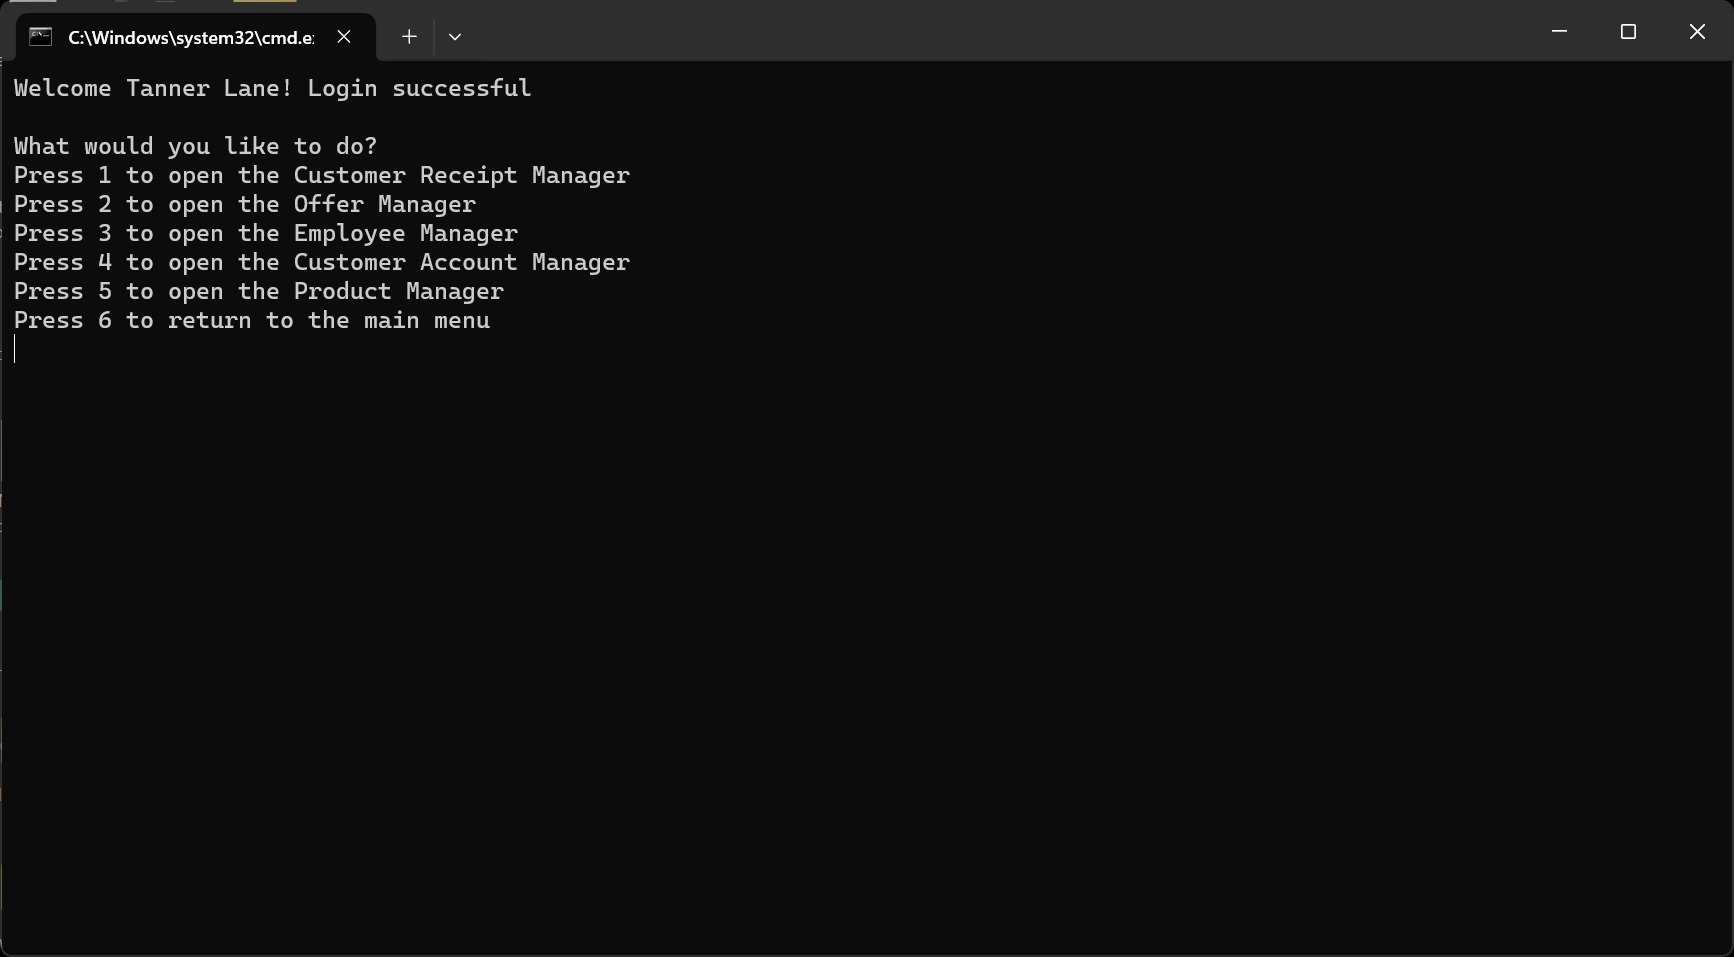 C:\Windows\system32\cmd.e
Welcome Tanner Lane! Login successful
What would you like to do?
Press 1 to open the Customer Receipt Manager
Press 2 to open the Offer Manager
Press 3 to open the Employee Manager
Press 4 to open the Customer Account Manager
Press 5 to open the Product Manager
Press 6 to return to the main menu